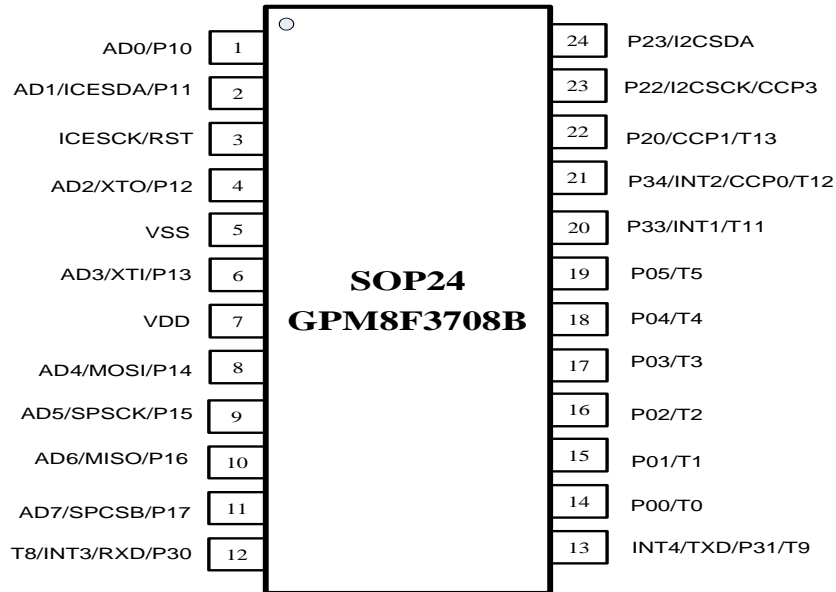 AD0/P10 1
AD1/ICESDA/P11 2
ICESCK/RST 3
AD2/XTO/P12 4
VSS 5
AD3/XTI/P13 6
VDD 7
AD4/MOSI/P14 8
AD5/SPSCK/P15 9
AD6/MISO/P16 10
AD7/SPCSB/P17 11
T8/INT3/RXD/P30 12
SOP24
GPM8F3708B
24 P23/I2CSDA
23 P22/I2CSCK/CCP3
22 P20/CCP1/T13
21 P34/INT2/CCP0/T12
20 P33/INT1/T11
19 P05/T5
18 P04/T4
17 P03/T3
16 P02/T2
15 P01/T1
14 P00/T0
13 INT4/TXD/P31/T9